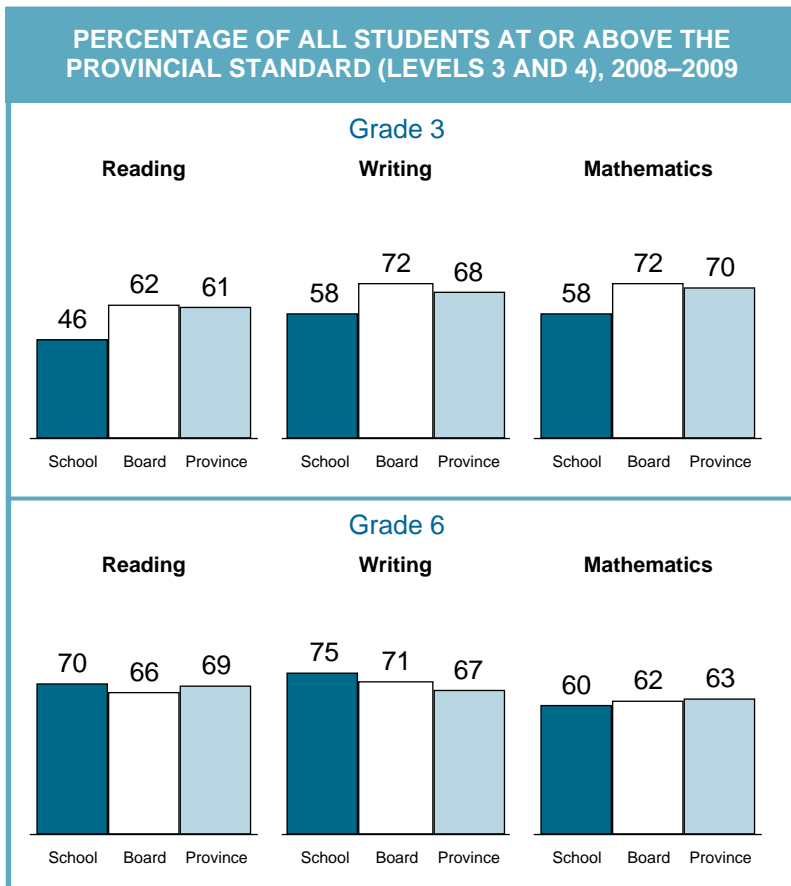 PERCENTAGE OF ALL STUDENTS AT OR ABOVE THE
PROVINCIAL STANDARD (LEVELS 3 AND 4), 2008–2009
Grade 3
Reading Writing Mathematics
46 62 61 58 72 68 58 72 70
School Board Province School Board Province School Board Province
Grade 6
Reading Writing Mathematics
70 66 69 75 71 67 60 62 63
School Board Province School Board Province School Board Province